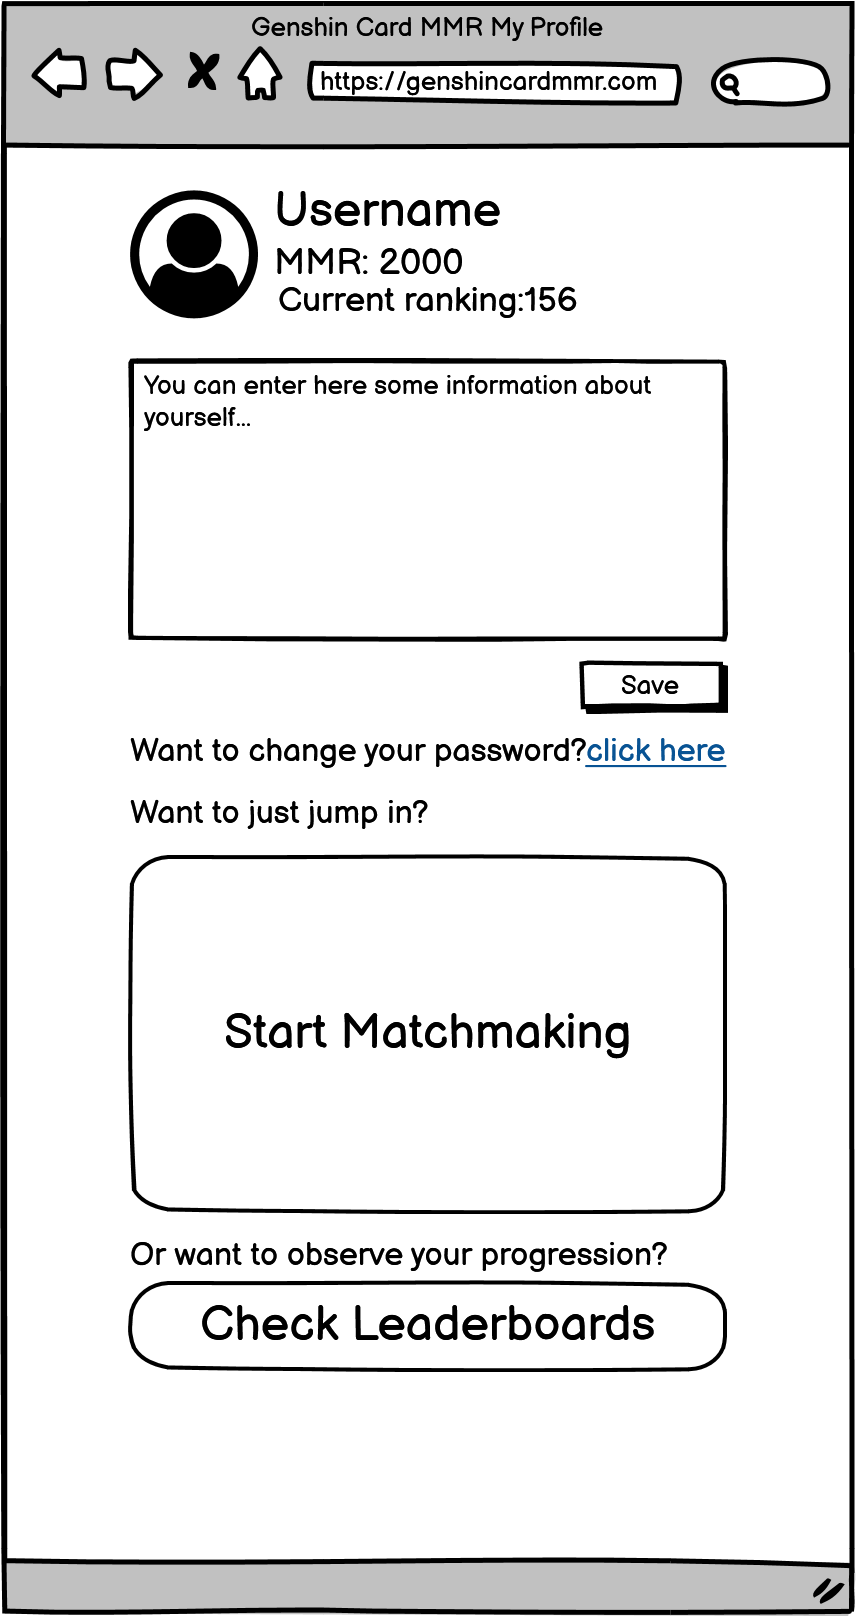 Genshin Card MMR My Profile
https://genshincardmmr.com
Username
MMR: 2000
Current ranking:156
You can enter here some information about
yourself...
Save
Want to change your password?click here
Want to just jump in?
Start Matchmaking
Or want to observe your progression?
Check Leaderboards